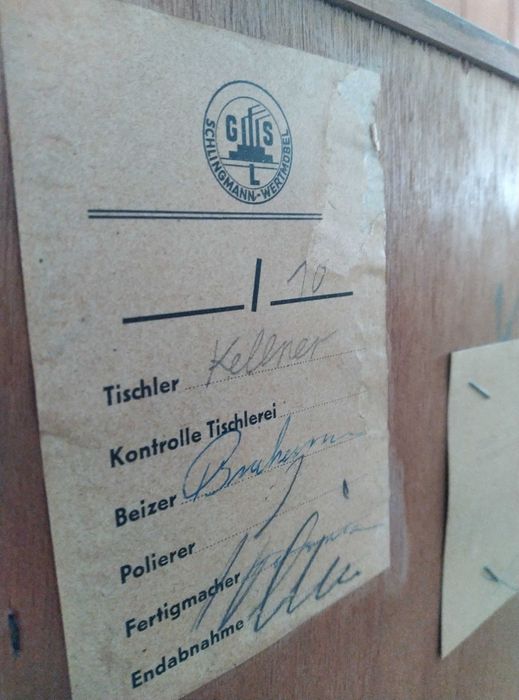 G S
L
SCHLINGMANN-WERTMÖBEL
/ 10
Tischler Kellner
Kontrolle Tischlerei
Beizer
Polierer
Fertigmacher
Endabnahme